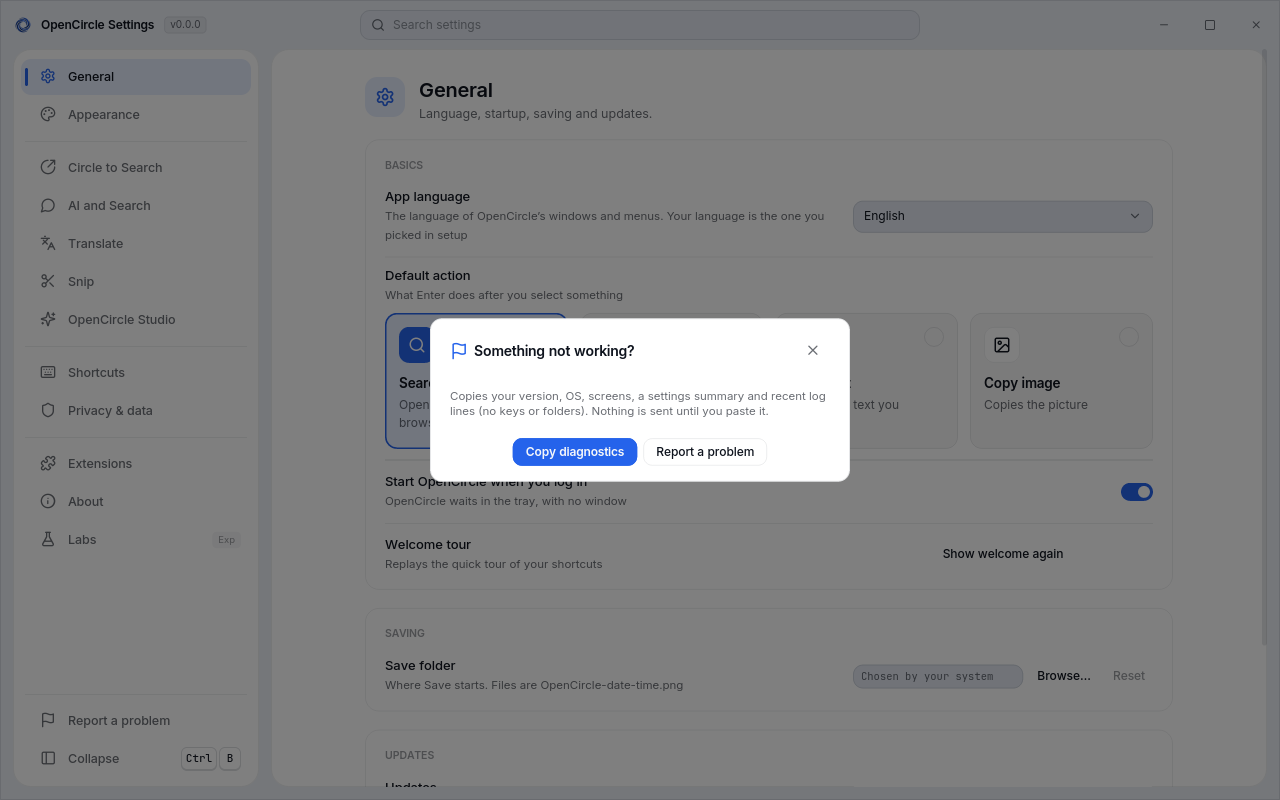 OpenCircle Settings
v0.0.0
Search settings
General
Appearance
Circle to Search
AI and Search
Translate
Snip
OpenCircle Studio
Shortcuts
Privacy & data
Extensions
About
Labs
Exp
Report a problem
Collapse
Ctrl
B
General
Language, startup, saving and updates.
BASICS
App language
The language of OpenCircle's windows and menus. Your language is the one you
picked in setup
English
Default action
What Enter does after you select something
text you
Copy image
Copies the picture
Something not working?
Copies your version, OS, screens, a settings summary and recent log
lines (no keys or folders). Nothing is sent until you paste it.
Copy diagnostics
Report a problem
Start OpenCircle when you log in
OpenCircle waits in the tray, with no window
Welcome tour
Replays the quick tour of your shortcuts
Show welcome again
SAVING
Save folder
Where Save starts. Files are OpenCircle-date-time.png
Chosen by your system
Browse...
Reset
UPDATES
Updates